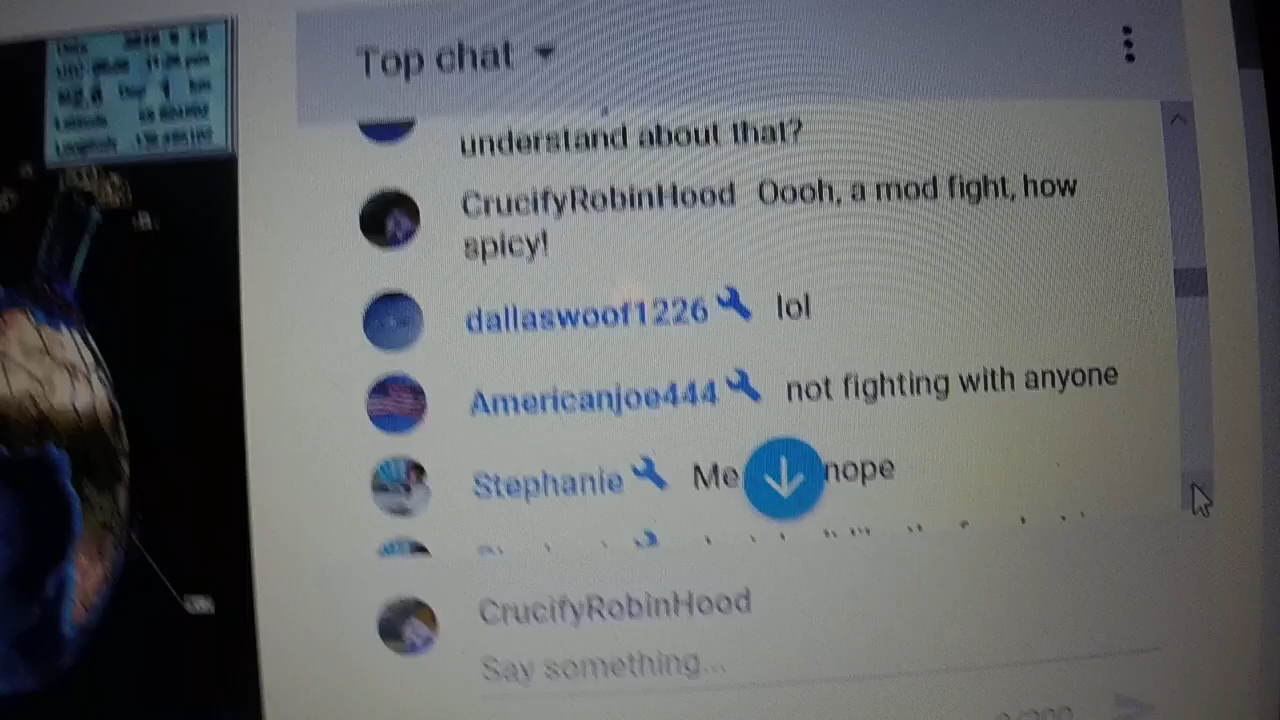 Top chat
understand about that?
CrucifyRobinHood Oooh, a mod fight, how
spicy!
dallaswoof1226 lol
Americanjoe444 not fighting with anyone
Stephanie Me nope
CrucifyRobinHood
Say something...